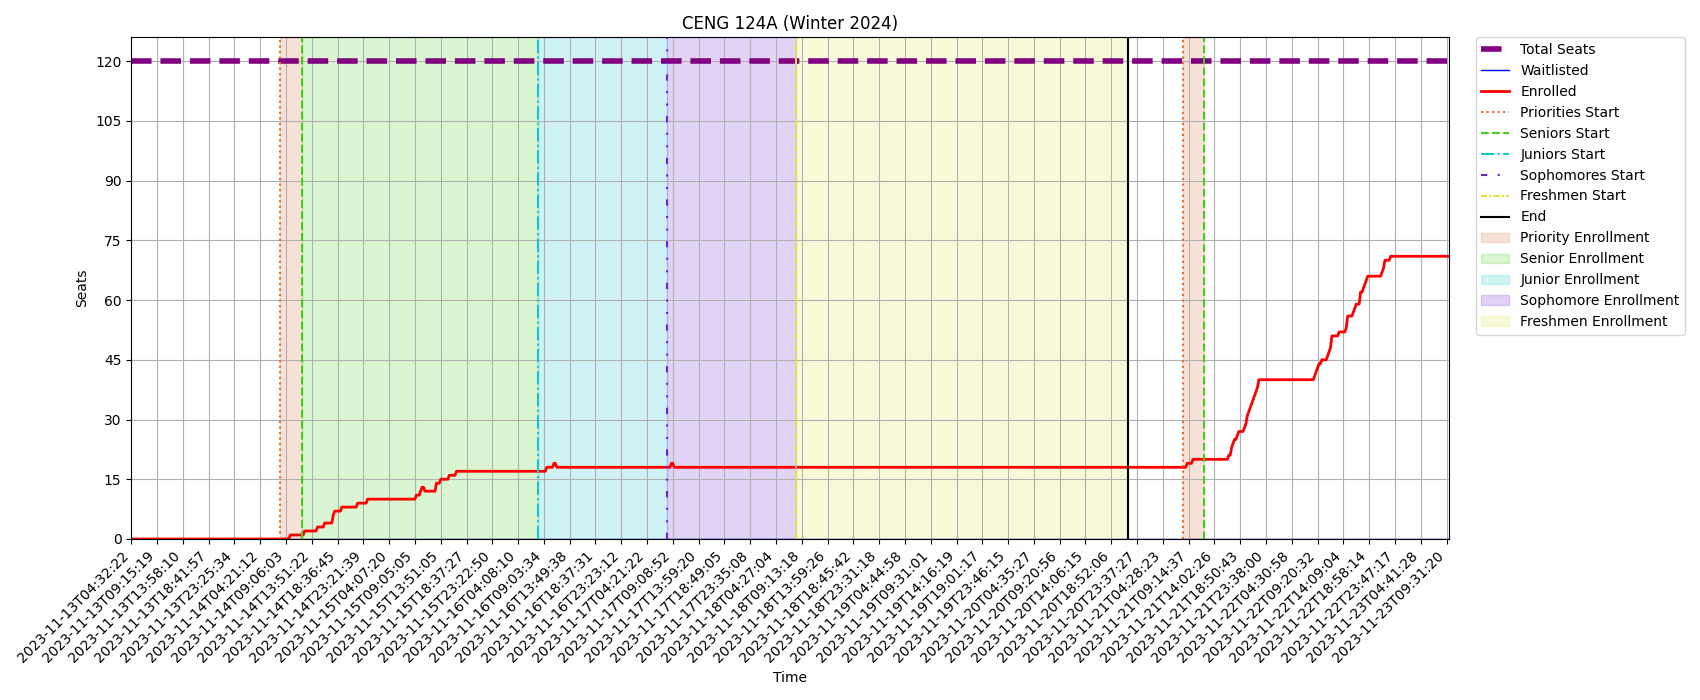 CENG 124A (Winter 2024)
Seats
120
105
90
75
60
45
30
15
0
2023-11-13T04:32:22
2023-11-13T09:15:19
2023-11-13T13:58:10
2023-11-13T18:41:57
2023-11-13T23:25:34
2023-11-14T04:21:12
2023-11-14T09:06:03
2023-11-14T13:51:22
2023-11-14T18:36:45
2023-11-14T23:21:39
2023-11-15T04:07:20
2023-11-15T09:05:05
2023-11-15T13:51:05
2023-11-15T18:37:27
2023-11-15T23:22:50
2023-11-16T04:08:10
2023-11-16T09:03:34
2023-11-16T13:49:38
2023-11-16T18:37:31
2023-11-16T23:23:12
2023-11-17T04:21:22
2023-11-17T09:08:52
2023-11-17T13:59:20
2023-11-17T18:49:05
2023-11-17T23:35:08
2023-11-18T04:27:04
2023-11-18T09:13:18
2023-11-18T13:59:26
2023-11-18T18:45:42
2023-11-18T23:31:18
2023-11-19T04:44:58
2023-11-19T09:31:01
2023-11-19T14:16:19
2023-11-19T19:01:17
2023-11-19T23:46:15
2023-11-20T04:35:27
2023-11-20T09:20:56
2023-11-20T14:06:15
2023-11-20T18:52:06
2023-11-20T23:37:27
2023-11-21T04:28:23
2023-11-21T09:14:37
2023-11-21T14:02:26
2023-11-21T18:50:43
2023-11-21T23:38:00
2023-11-22T04:30:58
2023-11-22T09:20:32
2023-11-22T14:09:04
2023-11-22T18:58:14
2023-11-22T23:47:17
2023-11-23T04:41:28
2023-11-23T09:31:20
Time
Total Seats
Waitlisted
Enrolled
Priorities Start
Seniors Start
Juniors Start
Sophomores Start
Freshmen Start
End
Priority Enrollment
Senior Enrollment
Junior Enrollment
Sophomore Enrollment
Freshmen Enrollment